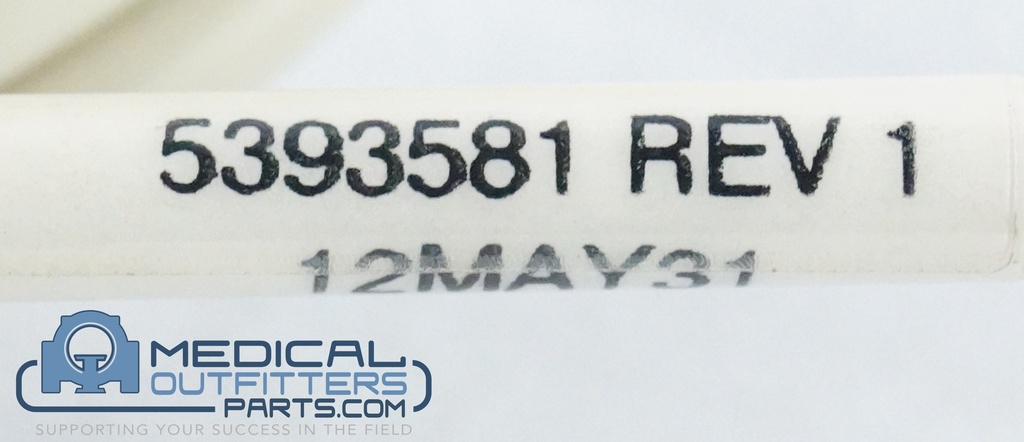 5393581 REV 1
12MAY31
MEDICAL
OUTFITTERS
PARTS.COM
SUPPORTING YOUR SUCCESS IN THE FIELD